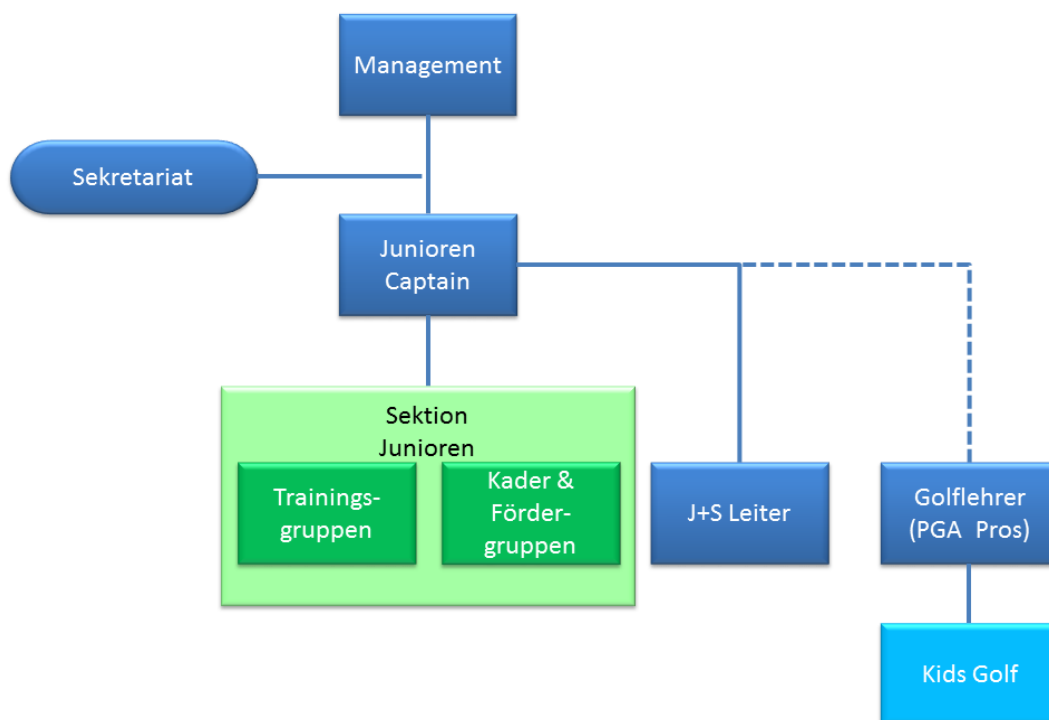 Management
Sekretariat
Junioren
Captain
Sektion
Junioren
Trainings-
gruppen
Kader &
Förder-
gruppen
J+S Leiter
Golflehrer
(PGA Pros)
Kids Golf